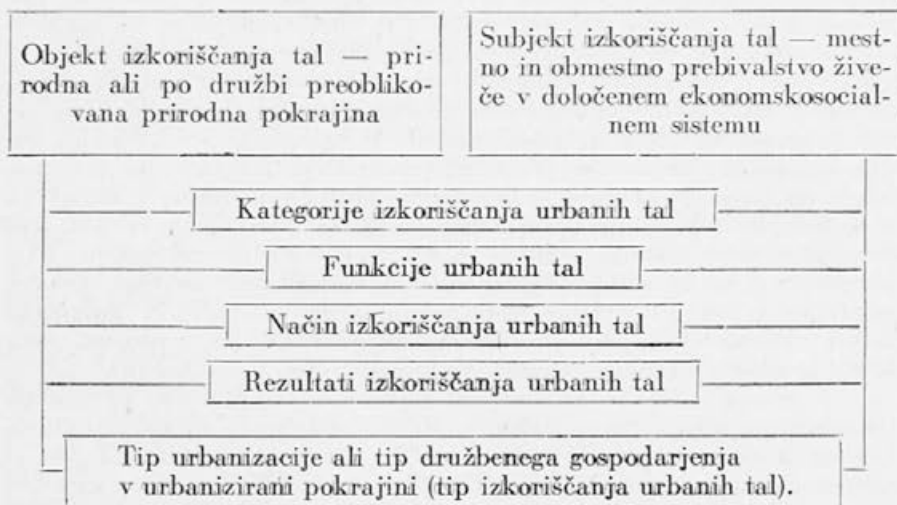 Objekt izkoriščanja tal — pri-
rodna ali po družbi preobliko-
vana prirodna pokrajina
Subjekt izkoriščanja tal — mest-
no in obmestno prebivalstvo žive-
če v določenem ekonomskosocial-
nem sistemu
Kategorije izkoriščanja urbanih tal
Funkcije urbanih tal
Način izkoriščanja urbanih tal
Rezultati izkoriščanja urbanih tal
Tip urbanizacije ali tip družbenega gospodarjenja
v urbanizirani pokrajini (tip izkoriščanja urbanih tal).